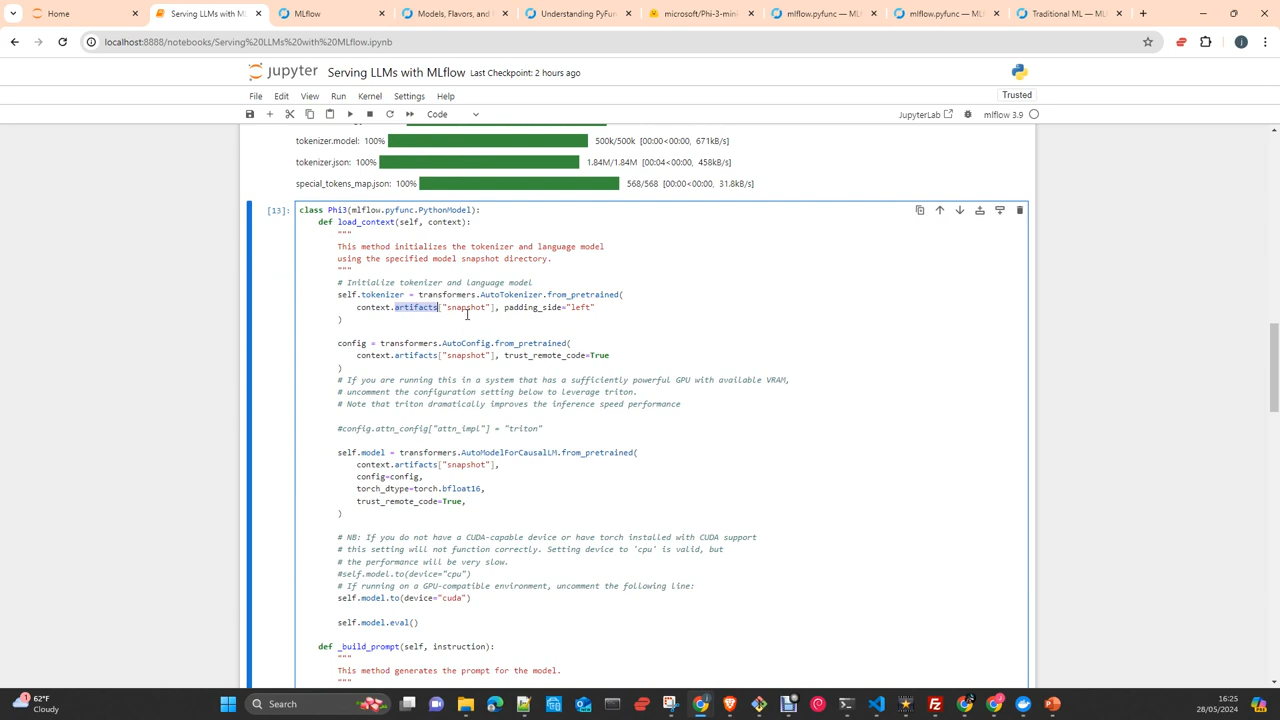 Home
Serving LLMs with ML
MLflow
Models, Flavors, and
Understanding PyFunc
microsoft/Phi-3-mini
mlflow.pyfunc — ML
mlflow.pyfunc — ML
Traditional ML — ML
localhost:8888/notebooks/Serving%20LLMs%20with%20MLflow.ipynb
jupyter Serving LLMs with MLflow Last Checkpoint: 2 hours ago
File Edit View Run Kernel Settings Help
Trusted
Code
JupyterLab
mlflow 3.9
tokenizer.model: 100% 500k/500k [00:00<00:00, 671kB/s]
tokenizer.json: 100% 1.84M/1.84M [00:04<00:00, 458kB/s]
special_tokens_map.json: 100% 568/568 [00:00<00:00, 31.8kB/s]
[13]:
class Phi3(mlflow.pyfunc.PythonModel):
def load_context(self, context):
"""
This method initializes the tokenizer and language model
using the specified model snapshot directory.
"""
# Initialize tokenizer and language model
self.tokenizer = transformers.AutoTokenizer.from_pretrained(
context.artifacts["snapshot"], padding_side="left"
)
config = transformers.AutoConfig.from_pretrained(
context.artifacts["snapshot"], trust_remote_code=True
)
# If you are running this in a system that has a sufficiently powerful GPU with available VRAM,
# uncomment the configuration setting below to leverage triton.
# Note that triton dramatically improves the inference speed performance
#config.attn_config["attn_impl"] = "triton"
self.model = transformers.AutoModelForCausalLM.from_pretrained(
context.artifacts["snapshot"],
config=config,
torch_dtype=torch.bfloat16,
trust_remote_code=True,
)
# NB: If you do not have a CUDA-capable device or have torch installed with CUDA support
# this setting will not function correctly. Setting device to 'cpu' is valid, but
# the performance will be very slow.
#self.model.to(device="cpu")
# If running on a GPU-compatible environment, uncomment the following line:
self.model.to(device="cuda")
self.model.eval()
def _build_prompt(self, instruction):
"""
This method generates the prompt for the model.
"""
62°F
Cloudy
Search
16:25
28/05/2024